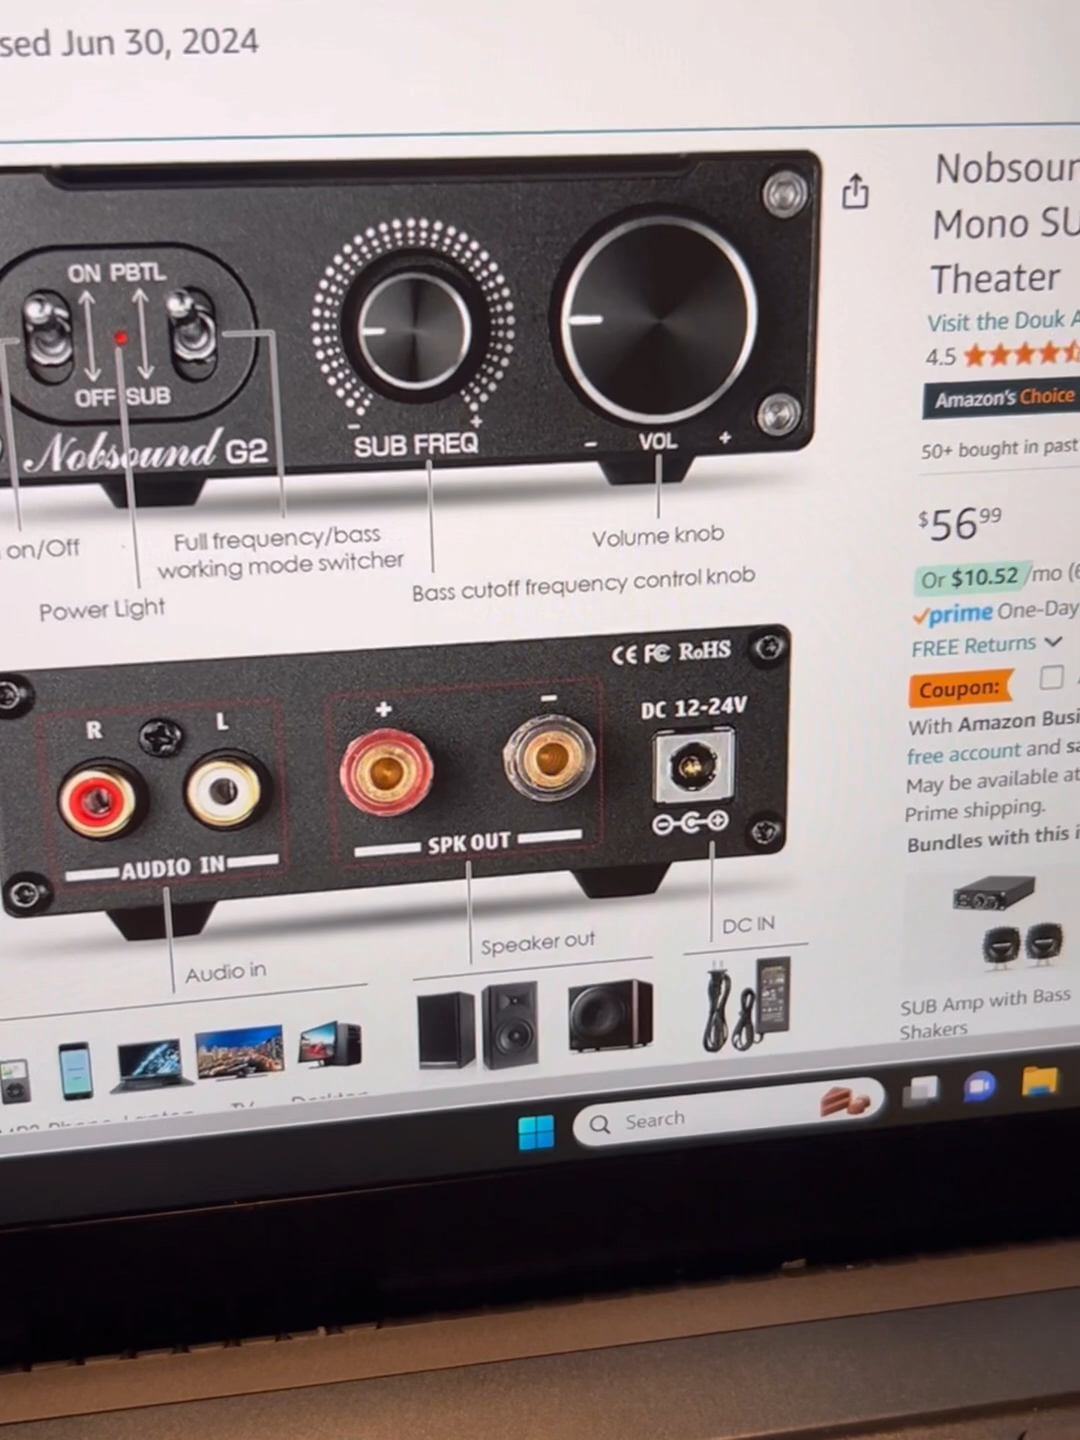 sed Jun 30, 2024
Nobsoun
Mono SU
Theater
Visit the Douk A
4.5
Amazon's Choice
50+ bought in past
$56.99
Or $10.52 /mo (6
prime One-Day
FREE Returns
Coupon:
With Amazon Busi
free account and sa
May be available at
Prime shipping.
Bundles with this i
SUB Amp with Bass
Shakers
ON PBTL
OFF SUB
Nobsound G2
- +
SUB FREQ
- VOL +
on/Off
Power Light
Full frequency/bass
working mode switcher
Bass cutoff frequency control knob
Volume knob
CE FC RoHS
R L
+ -
DC 12-24V
AUDIO IN
SPK OUT
Audio in
Speaker out
DC IN
Search